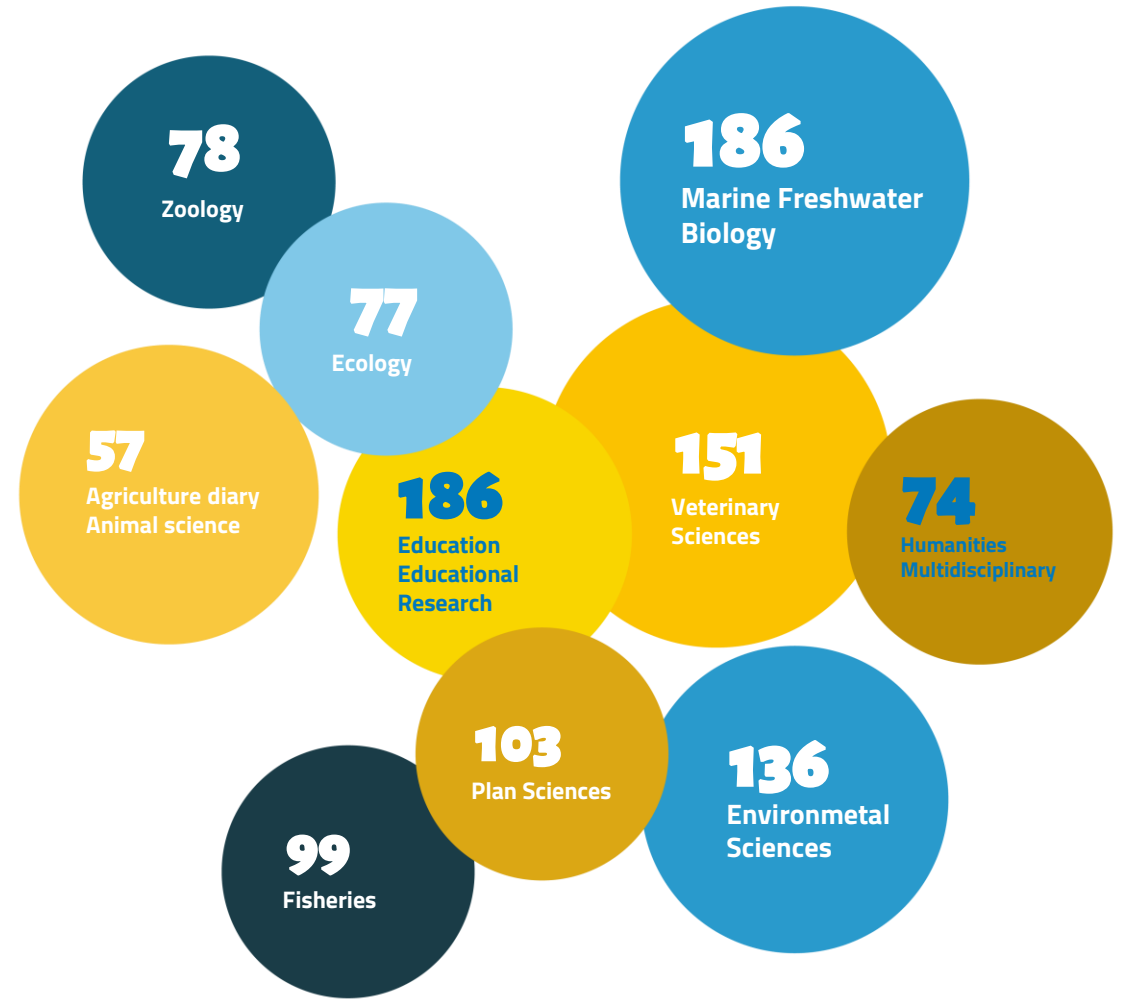 78
Zoology
186
Marine Freshwater
Biology
77
Ecology
57
Agriculture diary
Animal science
186
Education
Educational
Research
151
Veterinary
Sciences
74
Humanities
Multidisciplinary
103
Plan Sciences
136
Environmetal
Sciences
99
Fisheries